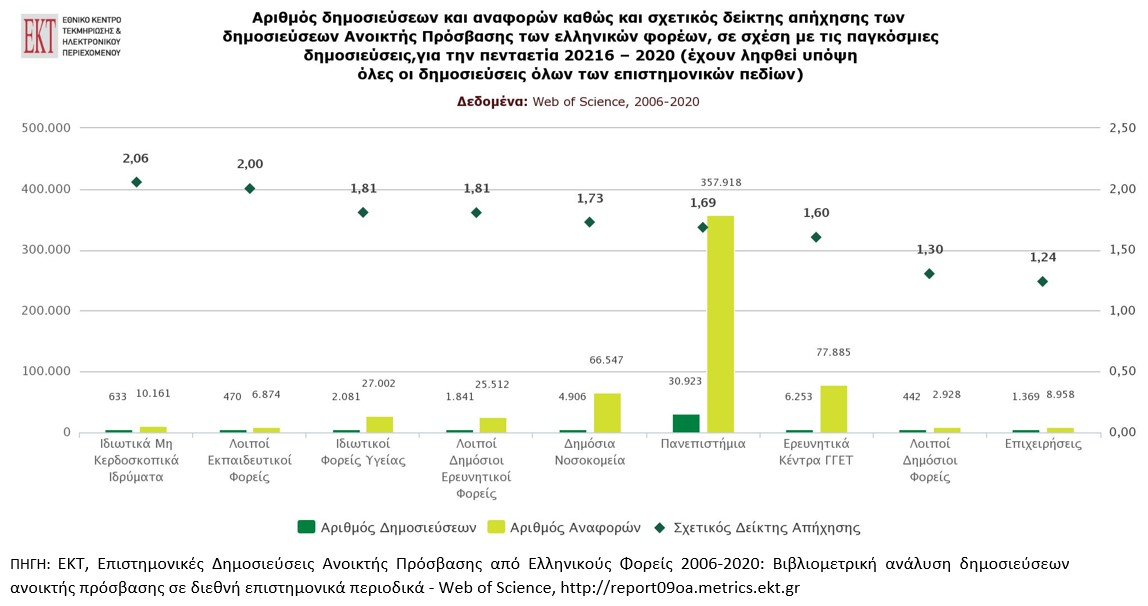 ΕΚΤ
ΕΘΝΙΚΟ ΚΕΝΤΡΟ
ΤΕΚΜΗΡΙΩΣΗΣ &
ΗΛΕΚΤΡΟΝΙΚΟΥ
ΠΕΡΙΕΧΟΜΕΝΟΥ
Αριθμός δημοσιεύσεων και αναφορών καθώς και σχετικός δείκτης απήχησης των
δημοσιεύσεων Ανοικτής Πρόσβασης των ελληνικών φορέων, σε σχέση με τις παγκόσμιες
δημοσιεύσεις,για την πενταετία 20216 – 2020 (έχουν ληφθεί υπόψη
όλες οι δημοσιεύσεις όλων των επιστημονικών πεδίων)
Δεδομένα: Web of Science, 2006-2020
500.000 2,50
400.000 2,00
300.000 1,50
200.000 1,00
100.000 0,50
0 0,00
2,06 2,00 1,81 1,81 1,73 1,69 1,60 1,30 1,24
633 10.161 470 6.874 2.081 27.002 1.841 25.512 4.906 66.547 30.923 357.918 6.253 77.885 442 2.928 1.369 8.958
Ιδιωτικά Μη
Κερδοσκοπικά
Ιδρύματα
Λοιποί
Εκπαιδευτικοί
Φορείς
Ιδιωτικοί
Φορείς Υγείας
Λοιποί
Δημόσιοι
Ερευνητικοί
Φορείς
Δημόσια
Νοσοκομεία
Πανεπιστήμια
Ερευνητικά
Κέντρα ΓΓΕΤ
Λοιποί
Δημόσιοι
Φορείς
Επιχειρήσεις
Αριθμός Δημοσιεύσεων Αριθμός Αναφορών Σχετικός Δείκτης Απήχησης
ΠΗΓΗ: ΕΚΤ, Επιστημονικές Δημοσιεύσεις Ανοικτής Πρόσβασης από Ελληνικούς Φορείς 2006-2020: Βιβλιομετρική ανάλυση δημοσιεύσεων
ανοικτής πρόσβασης σε διεθνή επιστημονικά περιοδικά - Web of Science, http://report09oa.metrics.ekt.gr